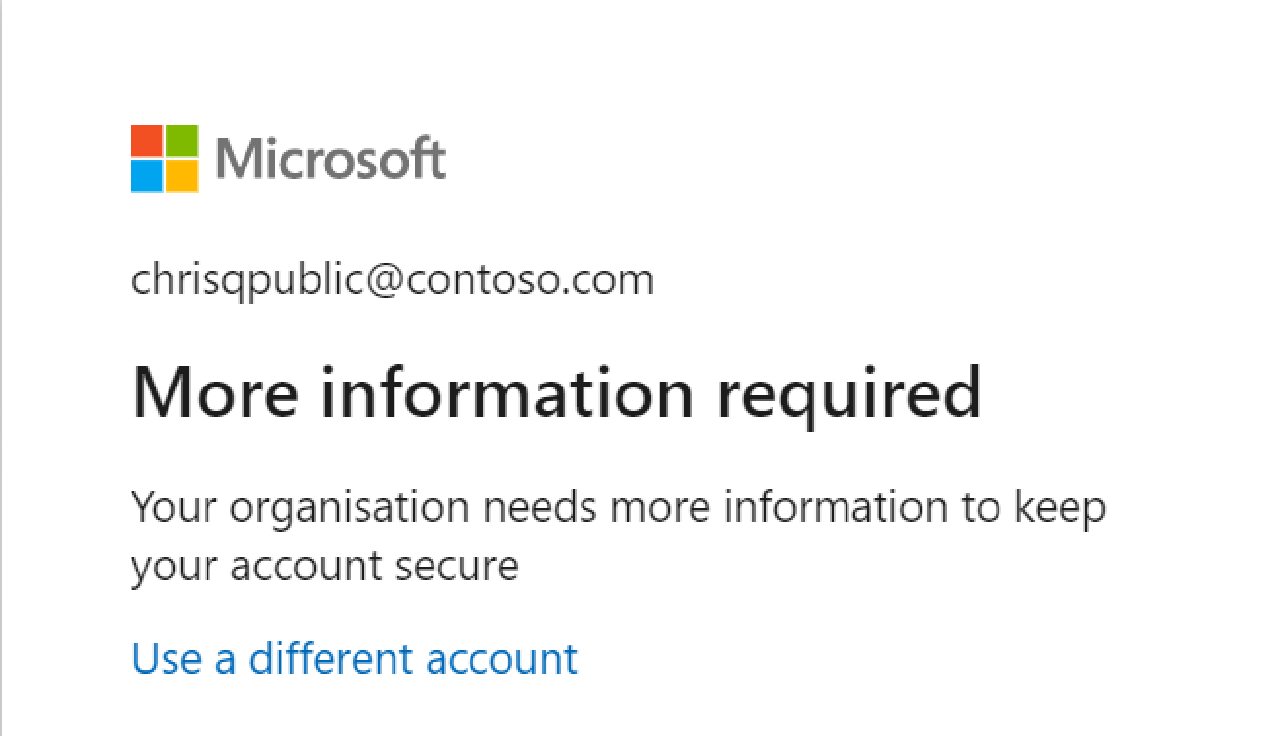 Microsoft
chrisqpublic@contoso.com
More information required
Your organisation needs more information to keep
your account secure
Use a different account